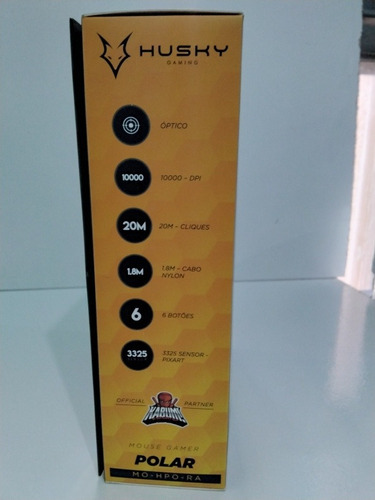 HUSKY
GAMING
ÓPTICO
10000
10000 - DPI
20M
20M - CLIQUES
1.8M
1.8M - CABO
NYLON
6
6 BOTÕES
3325
3325 SENSOR -
PIXART
OFFICIAL PARTNER
KABUM!
MOUSE GAMER
POLAR
MO-HPO-RA